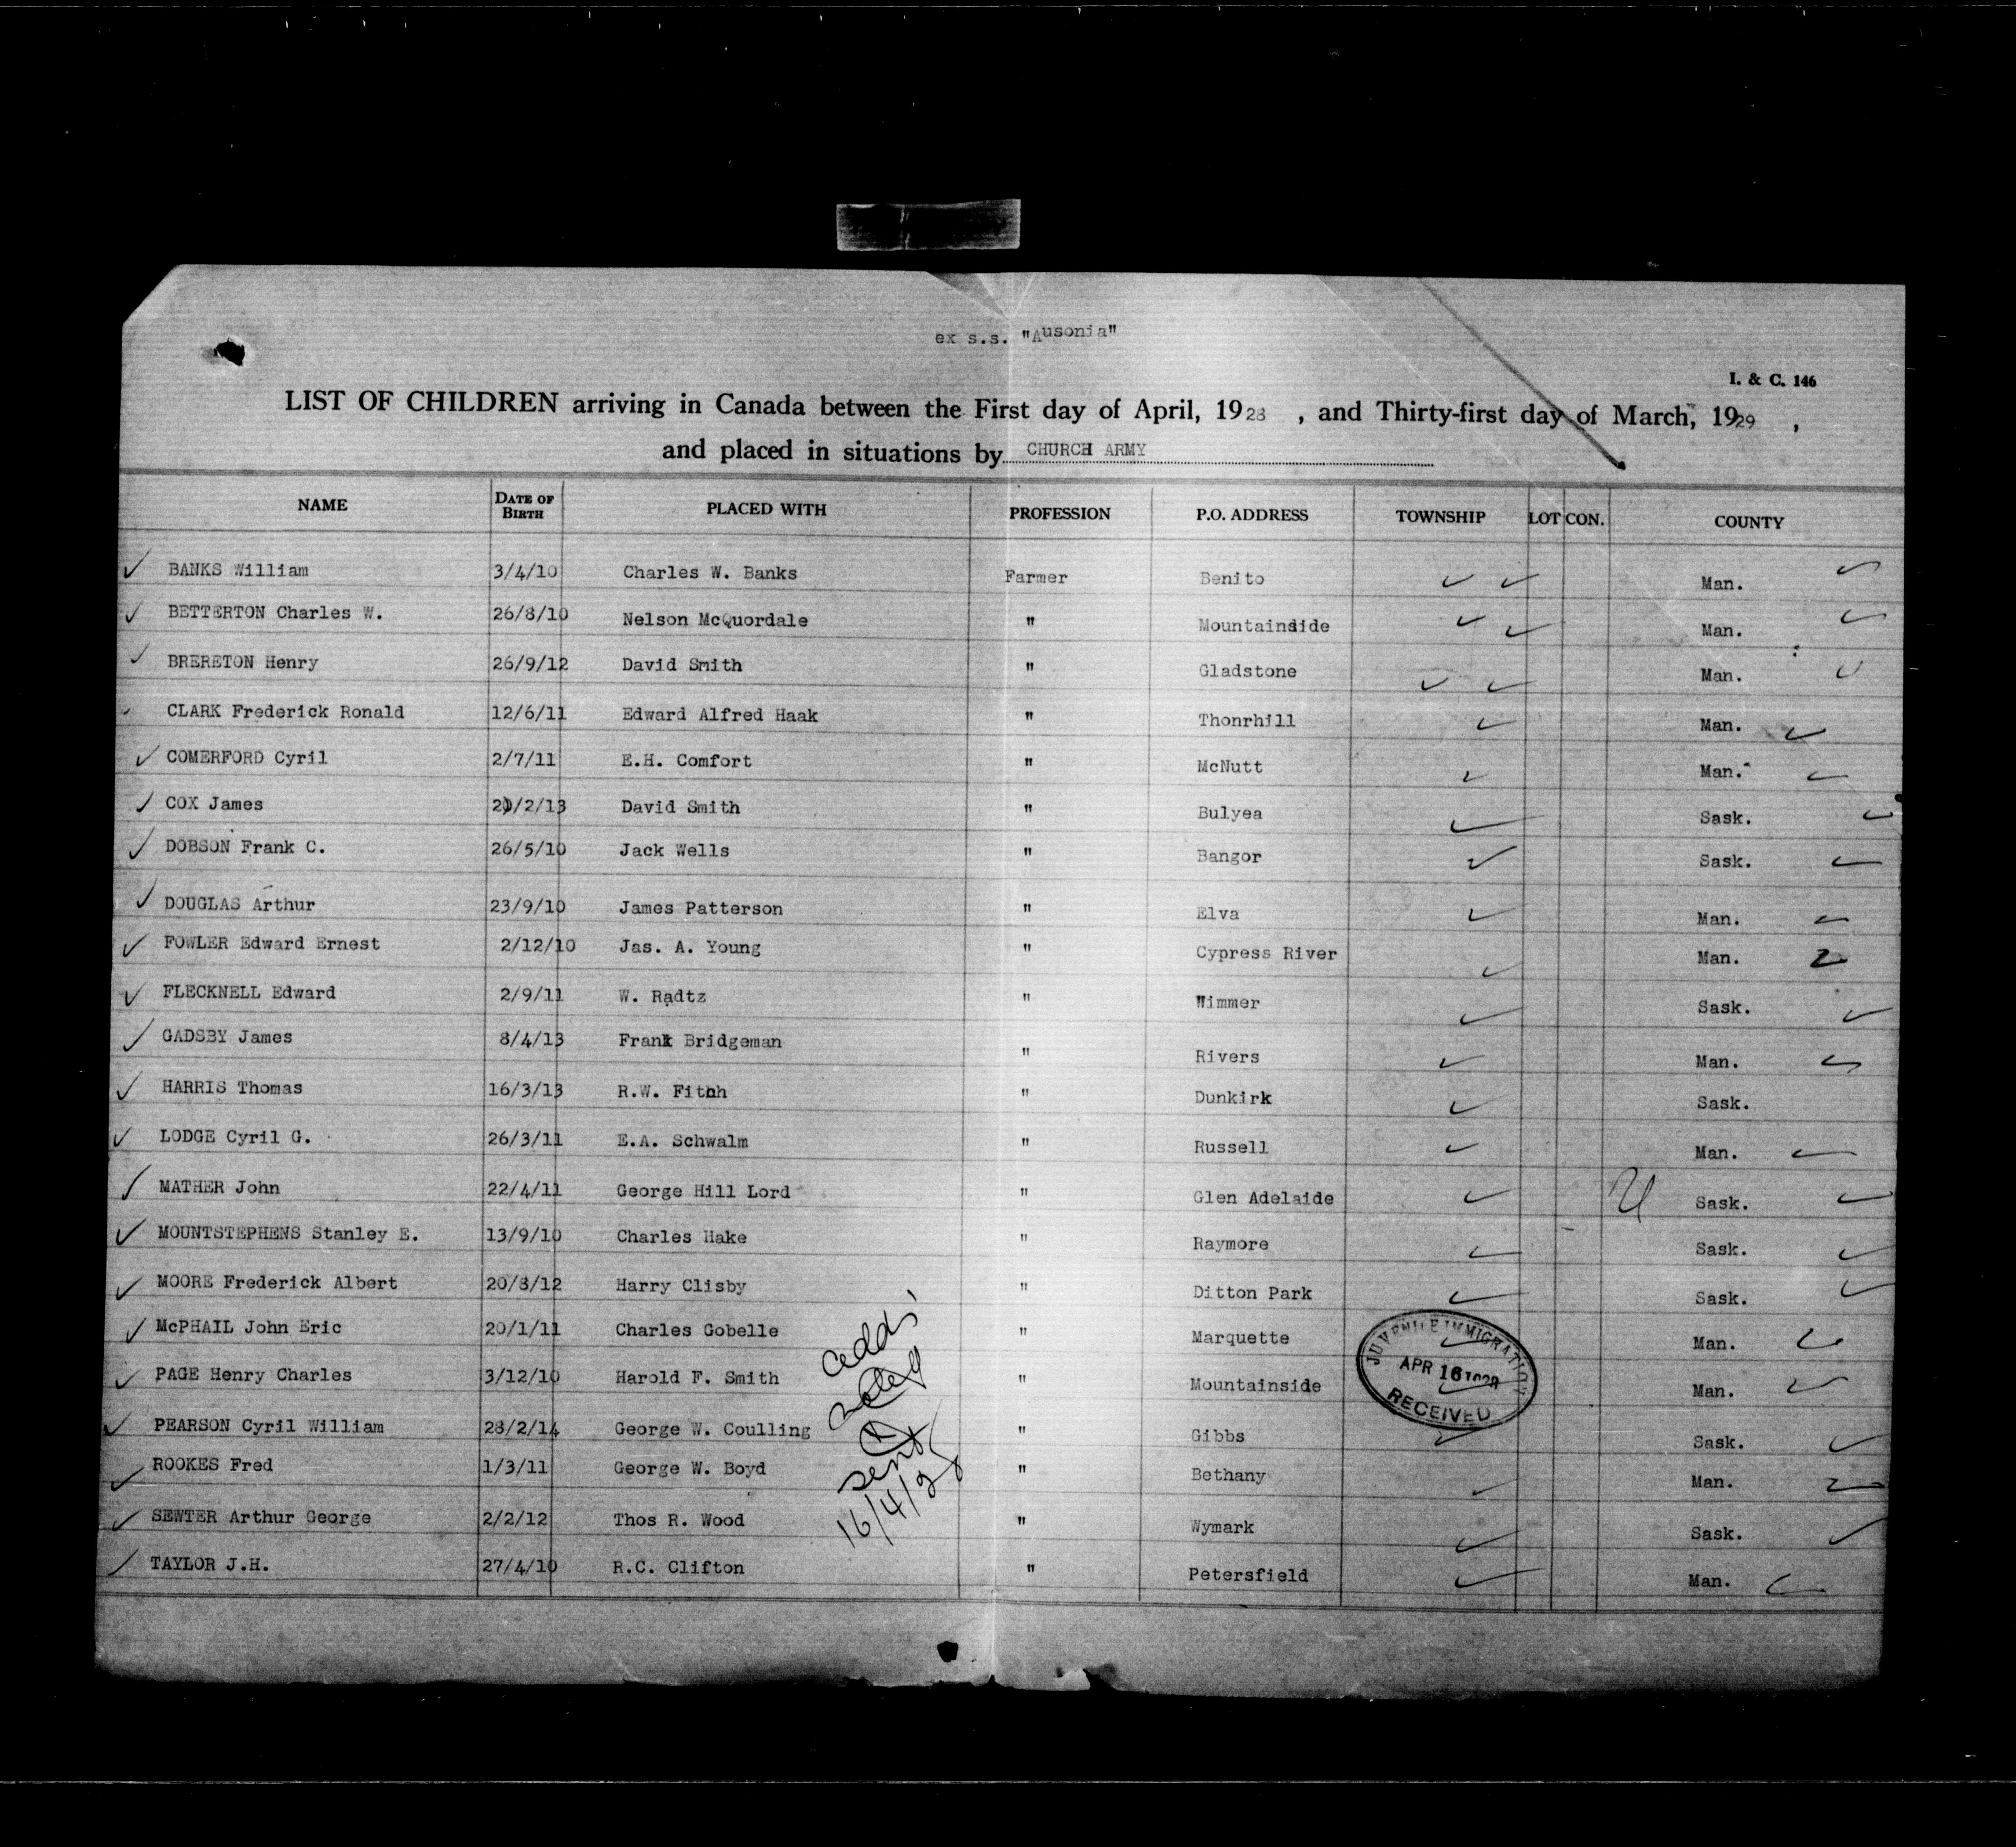 ex s.s. "Ausonia"
I. & C. 146
LIST OF CHILDREN arriving in Canada between the First day of April, 1928 , and Thirty-first day of March, 1929 ,
and placed in situations by CHURCH ARMY
NAME DATE OF BIRTH PLACED WITH PROFESSION P.O. ADDRESS TOWNSHIP LOT CON. COUNTY
BANKS William 3/4/10 Charles W. Banks Farmer Benito Man.
BETTERTON Charles W. 26/8/10 Nelson McQuordale " Mountainside Man.
BRERETON Henry 26/9/12 David Smith " Gladstone Man.
CLARK Frederick Ronald 12/6/11 Edward Alfred Haak " Thonrhill Man.
COMERFORD Cyril 2/7/11 E.H. Comfort " McNutt Man.
COX James /2/13 David Smith " Bulyea Sask.
DOBSON Frank C. 26/5/10 Jack Wells " Bangor Sask.
DOUGLAS Arthur 23/9/10 James Patterson " Elva Man.
FOWLER Edward Ernest 2/12/10 Jas. A. Young " Cypress River Man.
FLECKNELL Edward 2/9/11 W. Radtz " Wimmer Sask.
GADSBY James 8/4/13 Frank Bridgeman " Rivers Man.
HARRIS Thomas 16/3/13 R.W. " Dunkirk Sask.
LODGE Cyril G. 26/3/11 E.A. Schwalm " Russell Man.
MATHER John 22/4/11 George Hill Lord " Glen Adelaide Sask.
MOUNTSTEPHENS Stanley E. 13/9/10 Charles Hake " Raymore Sask.
MOORE Frederick Albert 20/8/12 Harry Clisby " Ditton Park Sask.
McPHAIL John Eric 20/1/11 Charles Gobelle " Marquette Man.
PAGE Henry Charles 3/12/10 Harold F. Smith " Mountainside Man.
PEARSON Cyril William 28/2/14 George W. Coulling " Gibbs Sask.
ROOKES Fred 1/3/11 George W. Boyd " Bethany Man.
SEWTER Arthur George 2/2/12 Thos R. Wood " Wymark Sask.
TAYLOR J.H. 27/4/10 R.C. Clifton " Petersfield Man.
sent
16/4/28
JUVENILE IMMIGRATION
APR 16 1928
RECEIVED